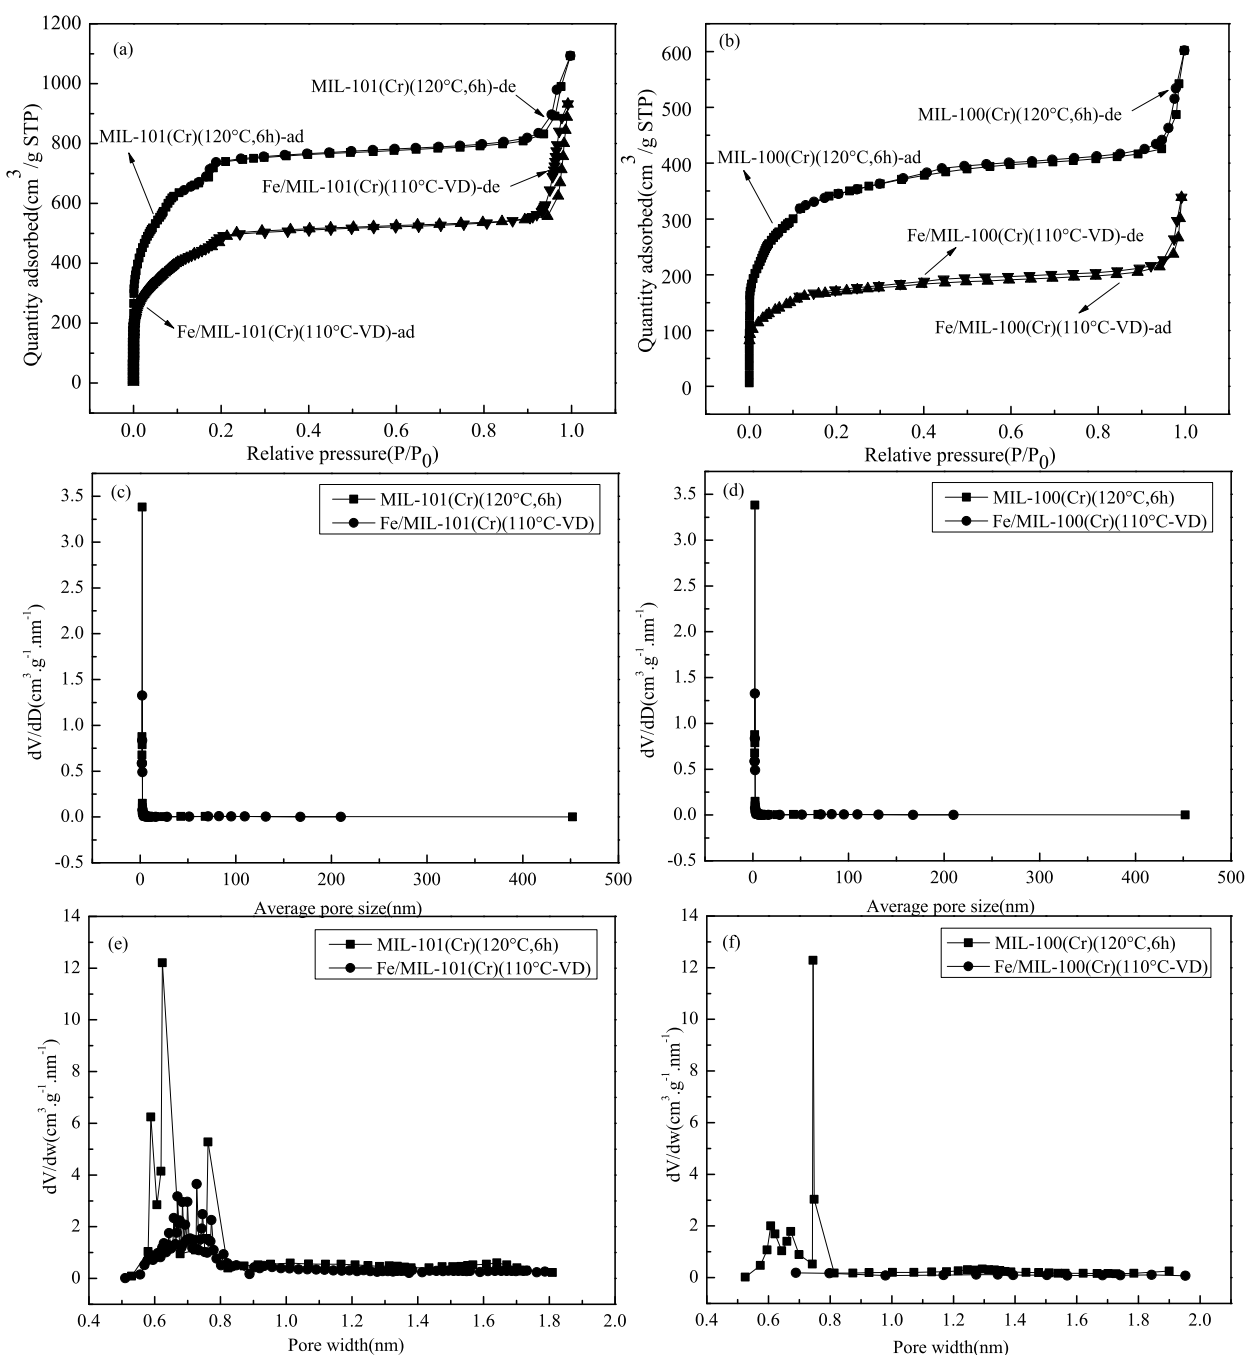 (a)
1200
1000
800
600
400
200
0
Quantity adsorbed(cm³/g STP)
MIL-101(Cr)(120°C,6h)-de
MIL-101(Cr)(120°C,6h)-ad
Fe/MIL-101(Cr)(110°C-VD)-de
Fe/MIL-101(Cr)(110°C-VD)-ad
0.0 0.2 0.4 0.6 0.8 1.0
Relative pressure(P/P₀)
(b)
600
500
400
300
200
100
0
Quantity adsorbed(cm³/g STP)
MIL-100(Cr)(120°C,6h)-de
MIL-100(Cr)(120°C,6h)-ad
Fe/MIL-100(Cr)(110°C-VD)-de
Fe/MIL-100(Cr)(110°C-VD)-ad
0.0 0.2 0.4 0.6 0.8 1.0
Relative pressure(P/P₀)
(c)
MIL-101(Cr)(120°C,6h)
Fe/MIL-101(Cr)(110°C-VD)
3.5
3.0
2.5
2.0
1.5
1.0
0.5
0.0
-0.5
dV/dD(cm³.g⁻¹.nm⁻¹)
0 100 200 300 400 500
Average pore size(nm)
(d)
MIL-100(Cr)(120°C,6h)
Fe/MIL-100(Cr)(110°C-VD)
3.5
3.0
2.5
2.0
1.5
1.0
0.5
0.0
-0.5
dV/dD(cm³.g⁻¹.nm⁻¹)
0 100 200 300 400 500
Average pore size(nm)
(e)
MIL-101(Cr)(120°C,6h)
Fe/MIL-101(Cr)(110°C-VD)
14
12
10
8
6
4
2
0
dV/dw(cm³.g⁻¹.nm⁻¹)
0.4 0.6 0.8 1.0 1.2 1.4 1.6 1.8 2.0
Pore width(nm)
(f)
MIL-100(Cr)(120°C,6h)
Fe/MIL-100(Cr)(110°C-VD)
14
12
10
8
6
4
2
0
dV/dw(cm³.g⁻¹.nm⁻¹)
0.4 0.6 0.8 1.0 1.2 1.4 1.6 1.8 2.0
Pore width(nm)